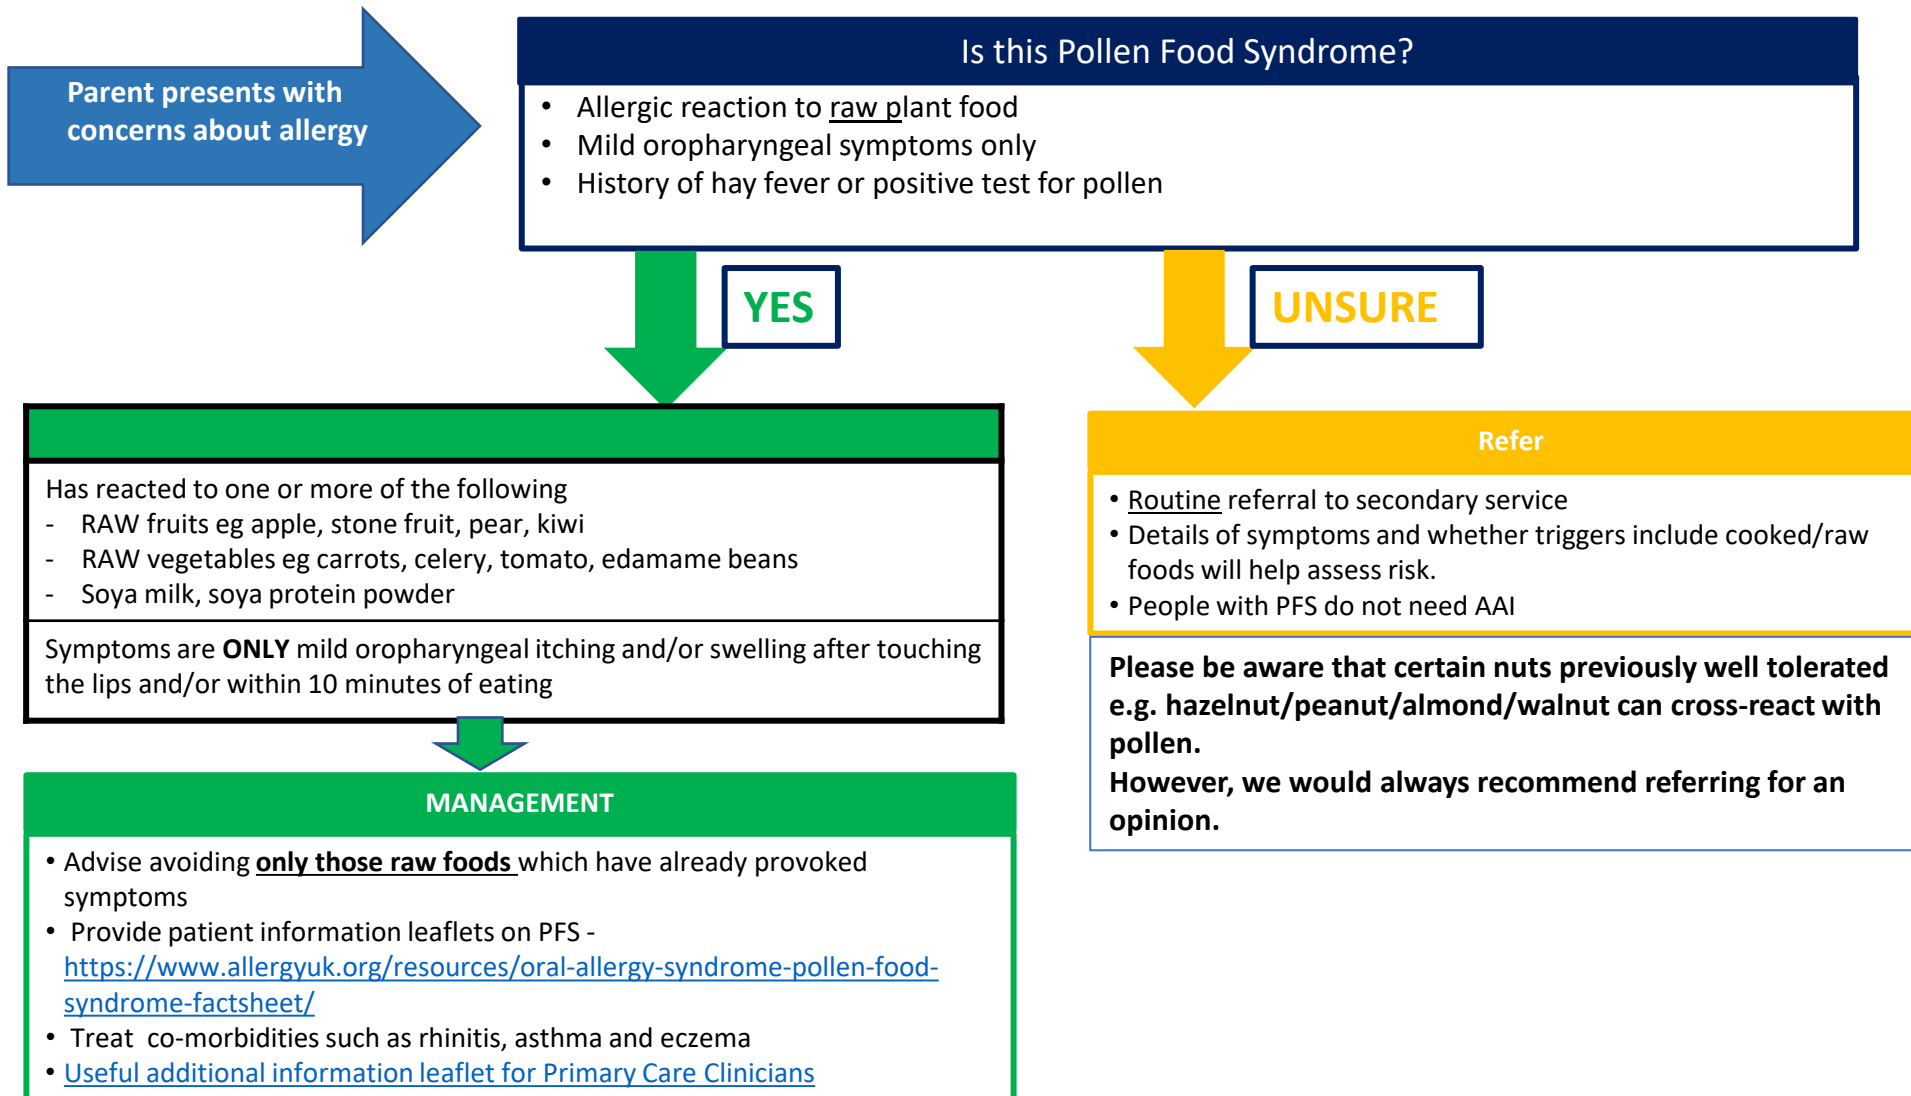 Parent presents with
concerns about allergy
Is this Pollen Food Syndrome?
• Allergic reaction to raw plant food
• Mild oropharyngeal symptoms only
• History of hay fever or positive test for pollen
YES
UNSURE
Has reacted to one or more of the following
- RAW fruits eg apple, stone fruit, pear, kiwi
- RAW vegetables eg carrots, celery, tomato, edamame beans
- Soya milk, soya protein powder
Symptoms are ONLY mild oropharyngeal itching and/or swelling after touching
the lips and/or within 10 minutes of eating
MANAGEMENT
• Advise avoiding only those raw foods which have already provoked
symptoms
• Provide patient information leaflets on PFS -
https://www.allergyuk.org/resources/oral-allergy-syndrome-pollen-food-
syndrome-factsheet/
• Treat co-morbidities such as rhinitis, asthma and eczema
• Useful additional information leaflet for Primary Care Clinicians
Refer
• Routine referral to secondary service
• Details of symptoms and whether triggers include cooked/raw
foods will help assess risk.
• People with PFS do not need AAI
Please be aware that certain nuts previously well tolerated
e.g. hazelnut/peanut/almond/walnut can cross-react with
pollen.
However, we would always recommend referring for an
opinion.